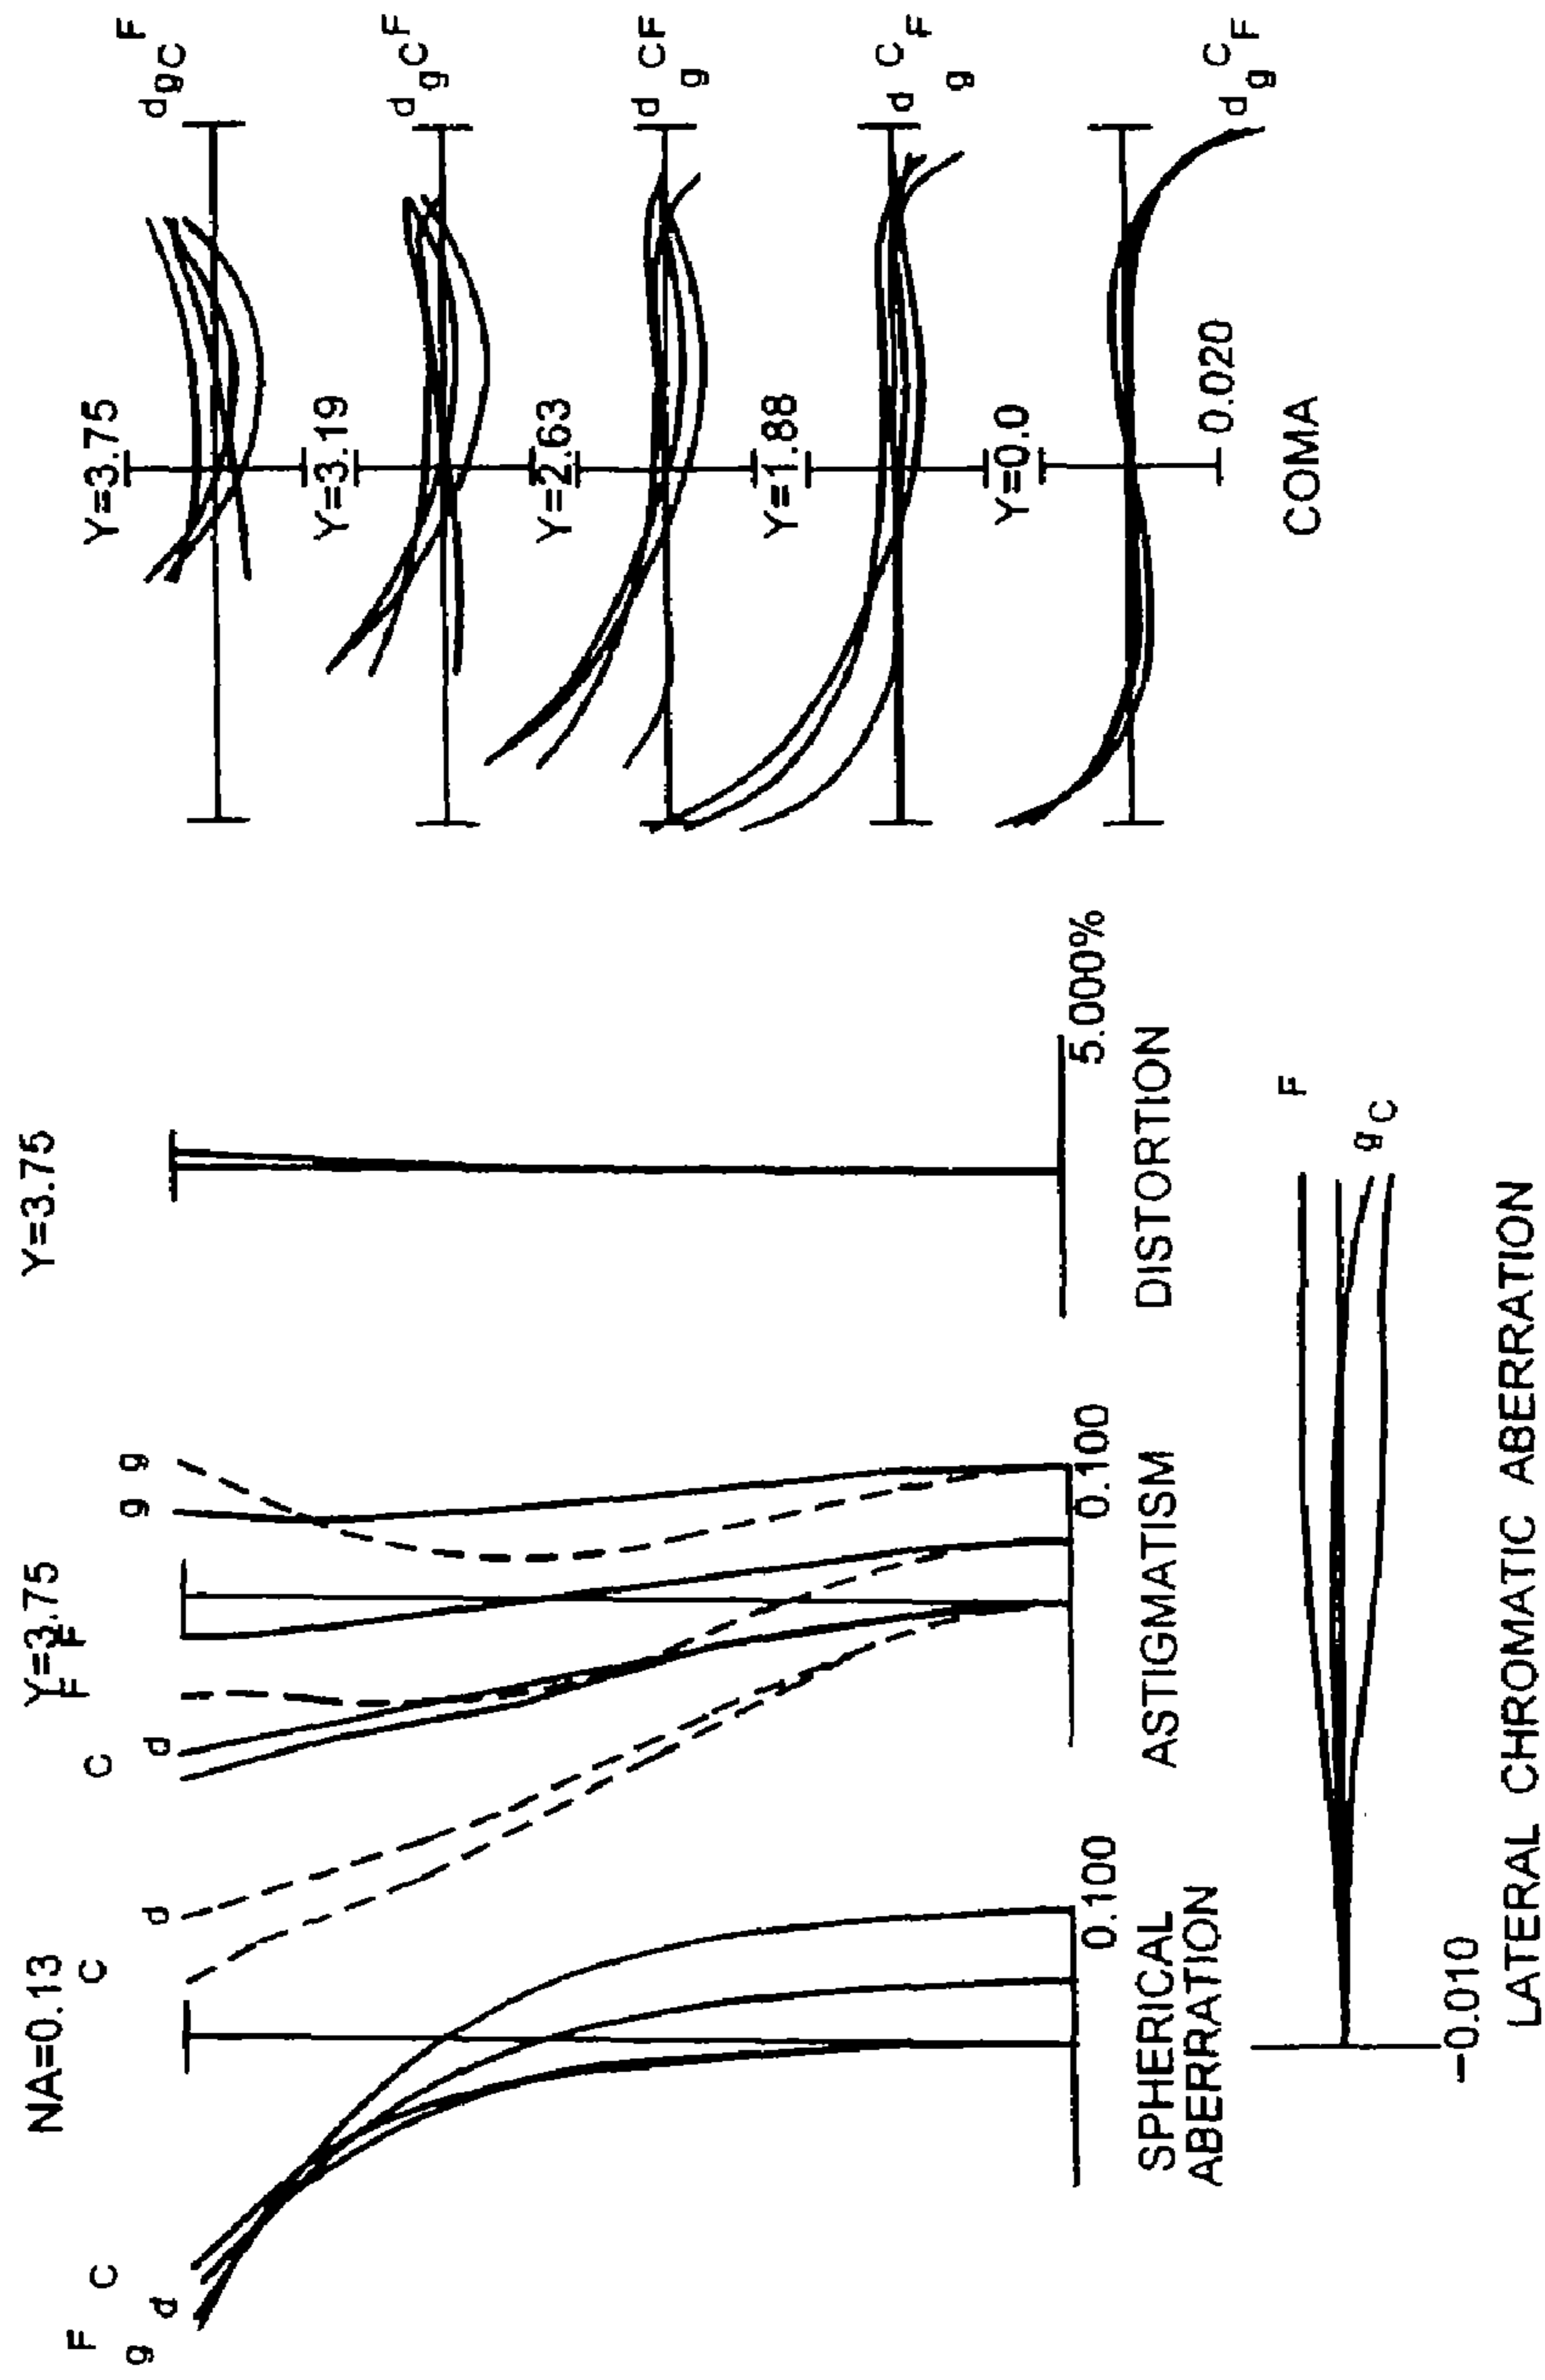 NA=0.13
F
g
d
C
0.100
SPHERICAL
ABERRATION
Y=3.75
C
d
C
d
F
F
g
g
0.100
ASTIGMATISM
Y=3.75
5.000%
DISTORTION
Y=3.75
d
g
C
F
Y=3.19
d
g
C
F
Y=2.63
d
g
C
F
Y=1.88
d
g
C
F
Y=0.0
d
g
C
F
0.020
COMA
F
g
C
-0.010
LATERAL CHROMATIC ABERRATION